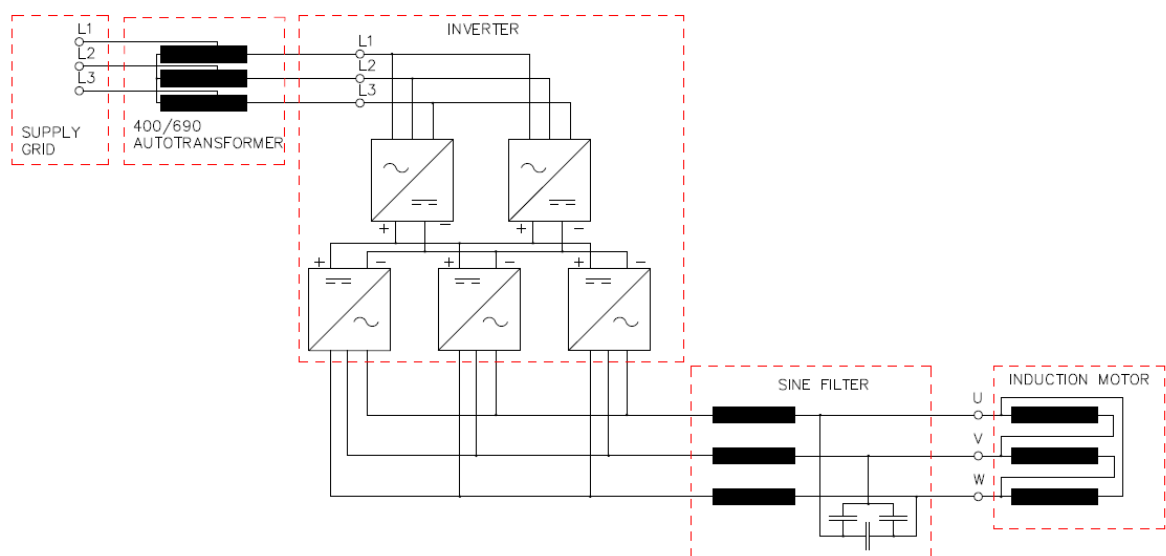 L1
L2
L3
SUPPLY
GRID
400/690
AUTOTRANSFORMER
INVERTER
L1
L2
L3
+ −
+ −
+ −
+ −
+ −
SINE FILTER
INDUCTION MOTOR
U
V
W